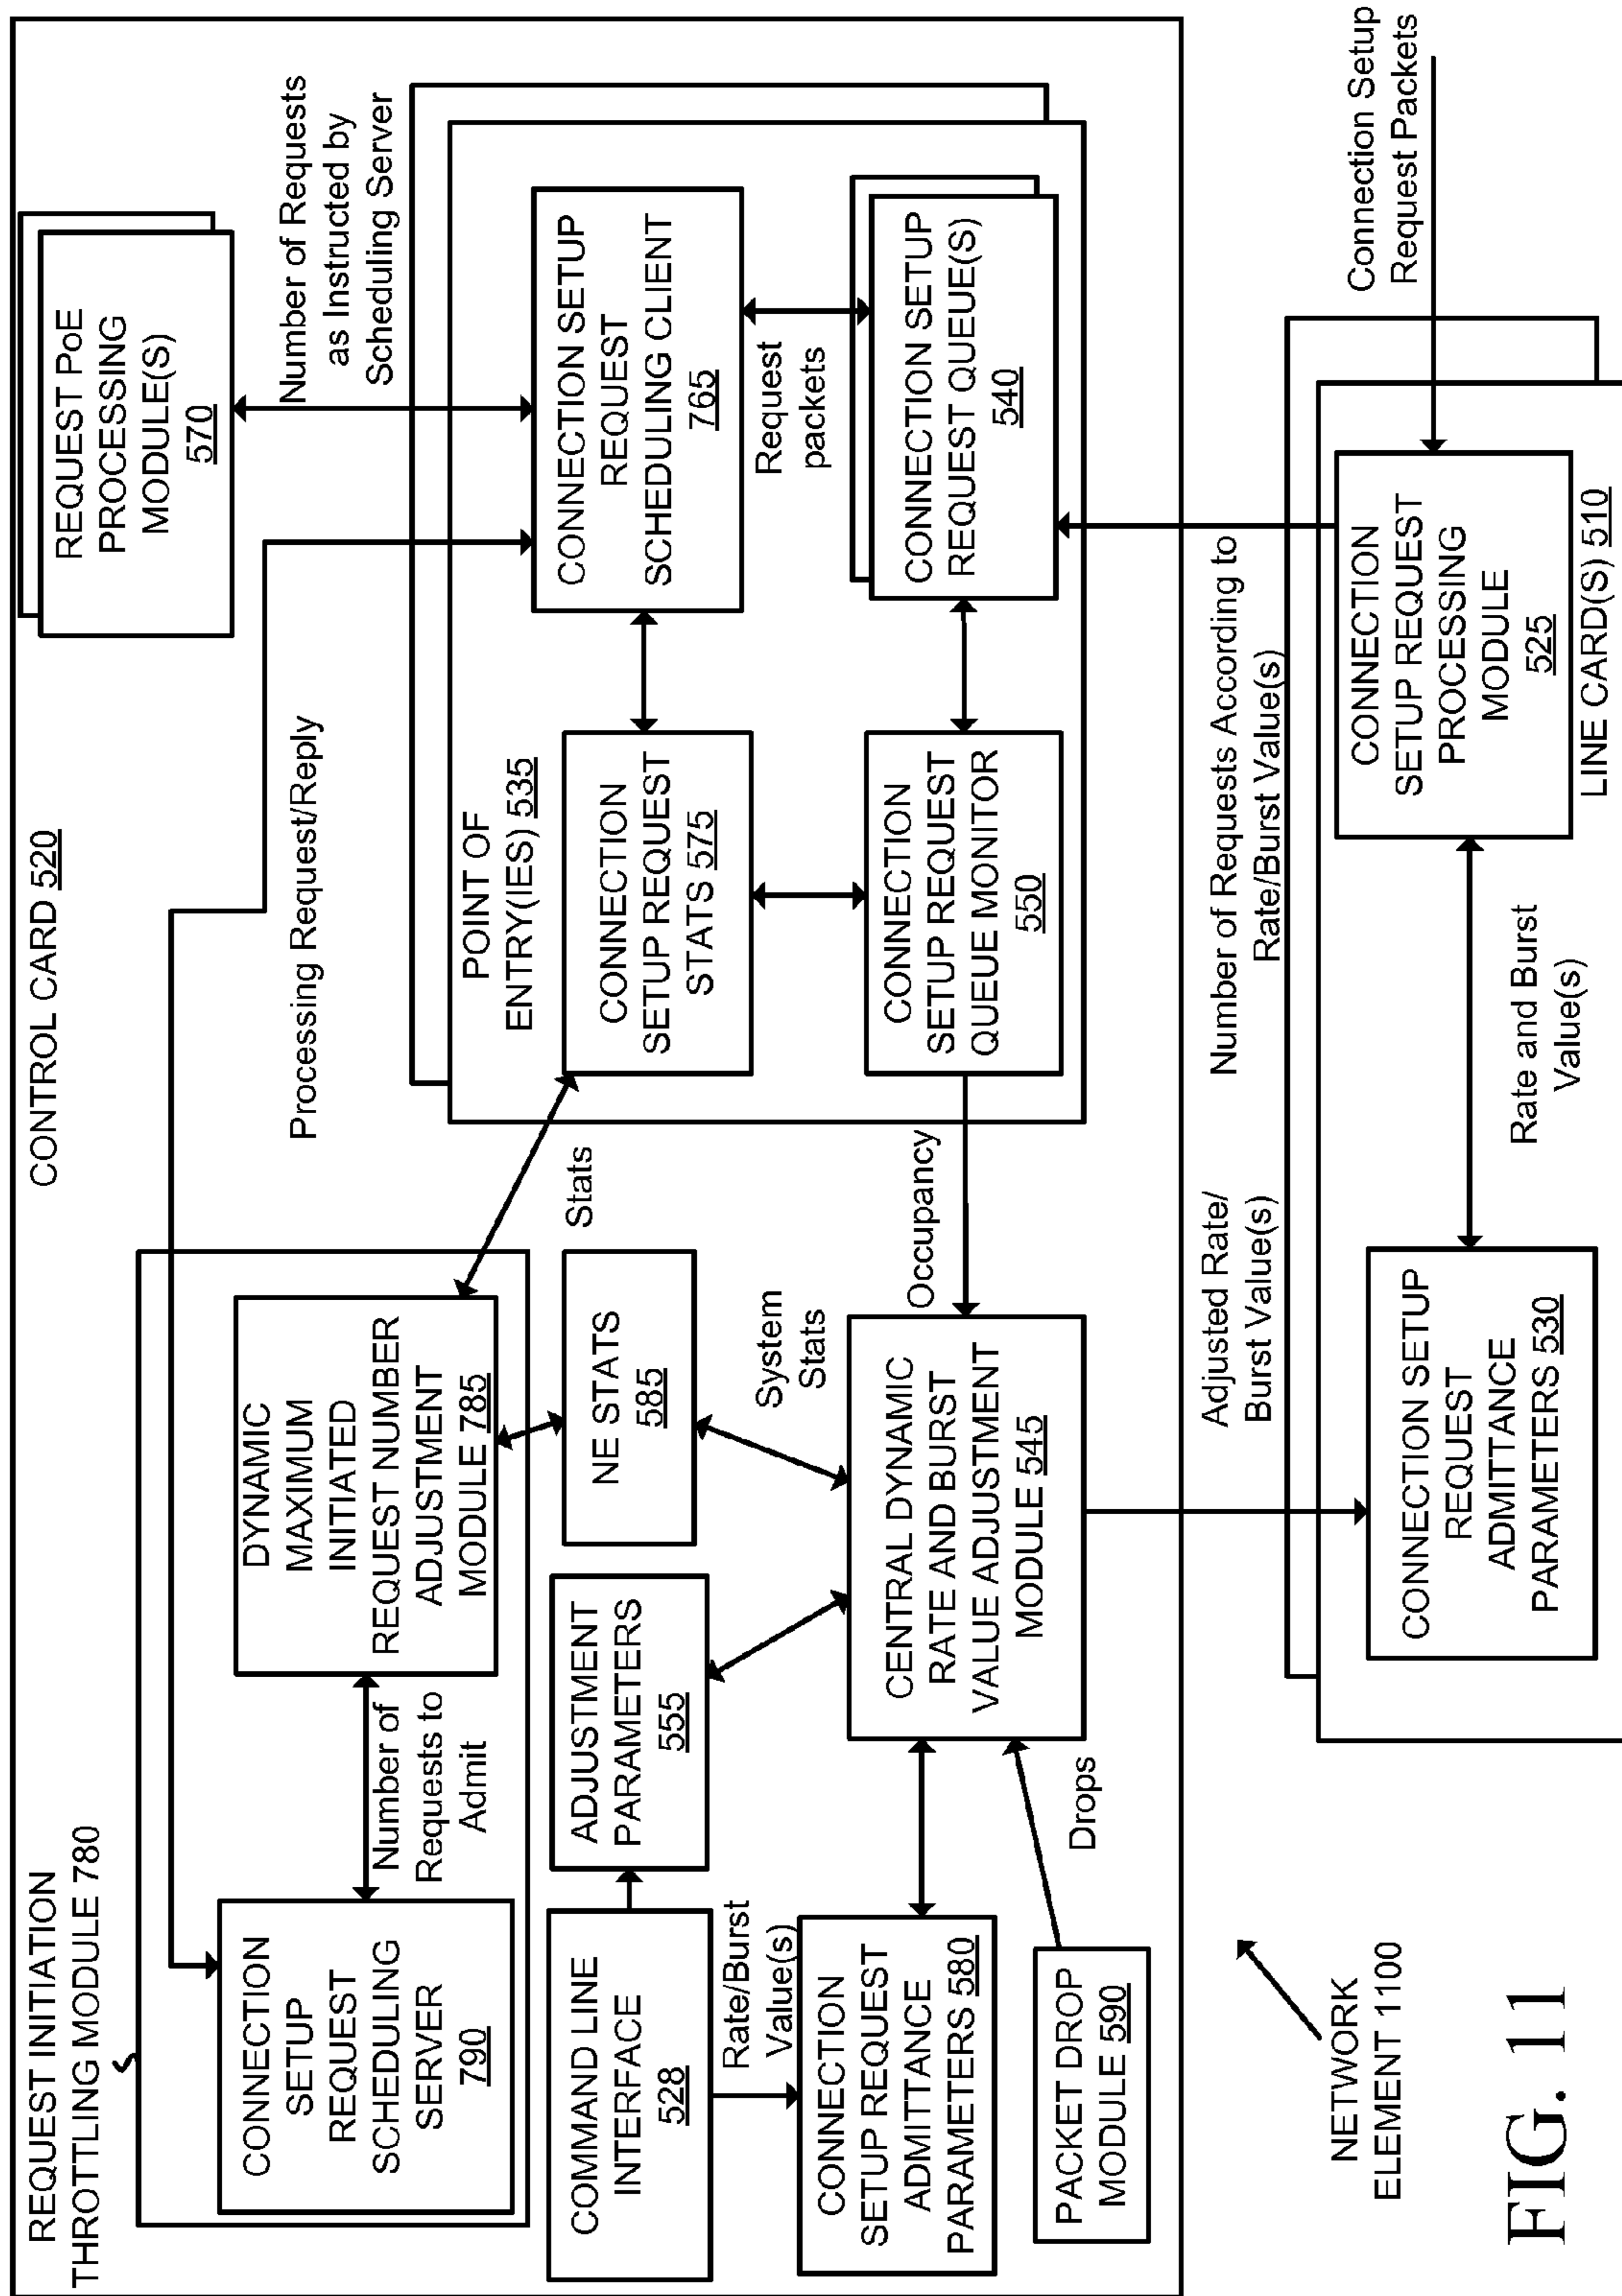 REQUEST INITIATION
THROTTLING MODULE 780
CONTROL CARD 520
CONNECTION
SETUP
REQUEST
SCHEDULING
SERVER
790
Number of
Requests to
Admit
DYNAMIC
MAXIMUM
INITIATED
REQUEST NUMBER
ADJUSTMENT
MODULE 785
Processing Request/Reply
REQUEST PoE
PROCESSING
MODULE(S)
570
Number of Requests
as Instructed by
Scheduling Server
Stats
POINT OF
ENTRY(IES) 535
CONNECTION SETUP
REQUEST
SCHEDULING CLIENT
765
CONNECTION
SETUP REQUEST
STATS 575
Request
packets
CONNECTION
SETUP REQUEST
QUEUE MONITOR
550
CONNECTION SETUP
REQUEST QUEUE(S)
540
COMMAND LINE
INTERFACE
528
ADJUSTMENT
PARAMETERS
555
NE STATS
585
System
Stats
Occupancy
Rate/Burst
Value(s)
CONNECTION
SETUP REQUEST
ADMITTANCE
PARAMETERS 580
CENTRAL DYNAMIC
RATE AND BURST
VALUE ADJUSTMENT
MODULE 545
PACKET DROP
MODULE 590
Drops
Adjusted Rate/
Burst Value(s)
Number of Requests According to
Rate/Burst Value(s)
Connection Setup
Request Packets
CONNECTION SETUP
REQUEST
ADMITTANCE
PARAMETERS 530
Rate and Burst
Value(s)
CONNECTION
SETUP REQUEST
PROCESSING
MODULE
525
LINE CARD(S) 510
NETWORK
ELEMENT 1100
FIG. 11